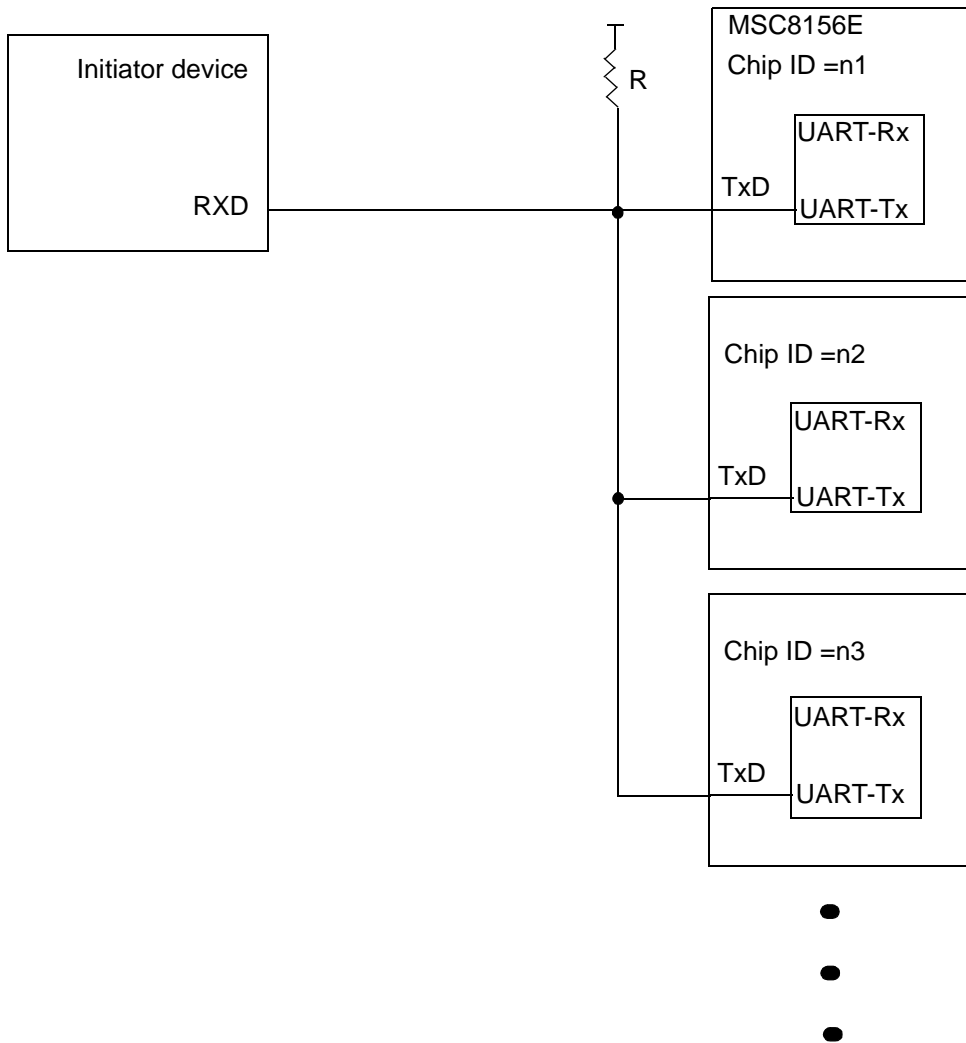 Initiator device
RXD
R
MSC8156E
Chip ID =n1
UART-Rx
TxD
UART-Tx
Chip ID =n2
UART-Rx
TxD
UART-Tx
Chip ID =n3
UART-Rx
TxD
UART-Tx